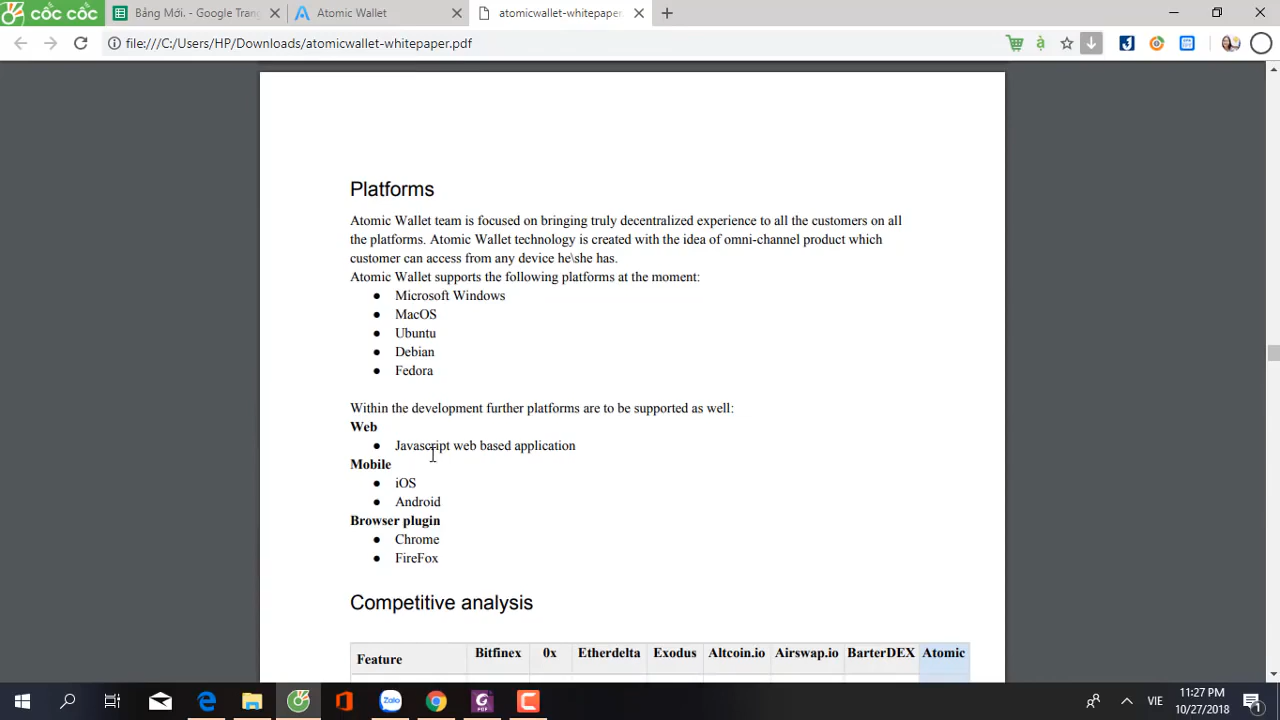 cốc cốc
Bảng Mới. - Google Tran
Atomic Wallet
atomicwallet-whitepaper
file:///C:/Users/HP/Downloads/atomicwallet-whitepaper.pdf
Platforms
Atomic Wallet team is focused on bringing truly decentralized experience to all the customers on all
the platforms. Atomic Wallet technology is created with the idea of omni-channel product which
customer can access from any device he\she has.
Atomic Wallet supports the following platforms at the moment:
● Microsoft Windows
● MacOS
● Ubuntu
● Debian
● Fedora
Within the development further platforms are to be supported as well:
Web
● Javascript web based application
Mobile
● iOS
● Android
Browser plugin
● Chrome
● FireFox
Competitive analysis
Feature Bitfinex 0x Etherdelta Exodus Altcoin.io Airswap.io BarterDEX Atomic
Zalo
PDF
VIE
11:27 PM
10/27/2018
1